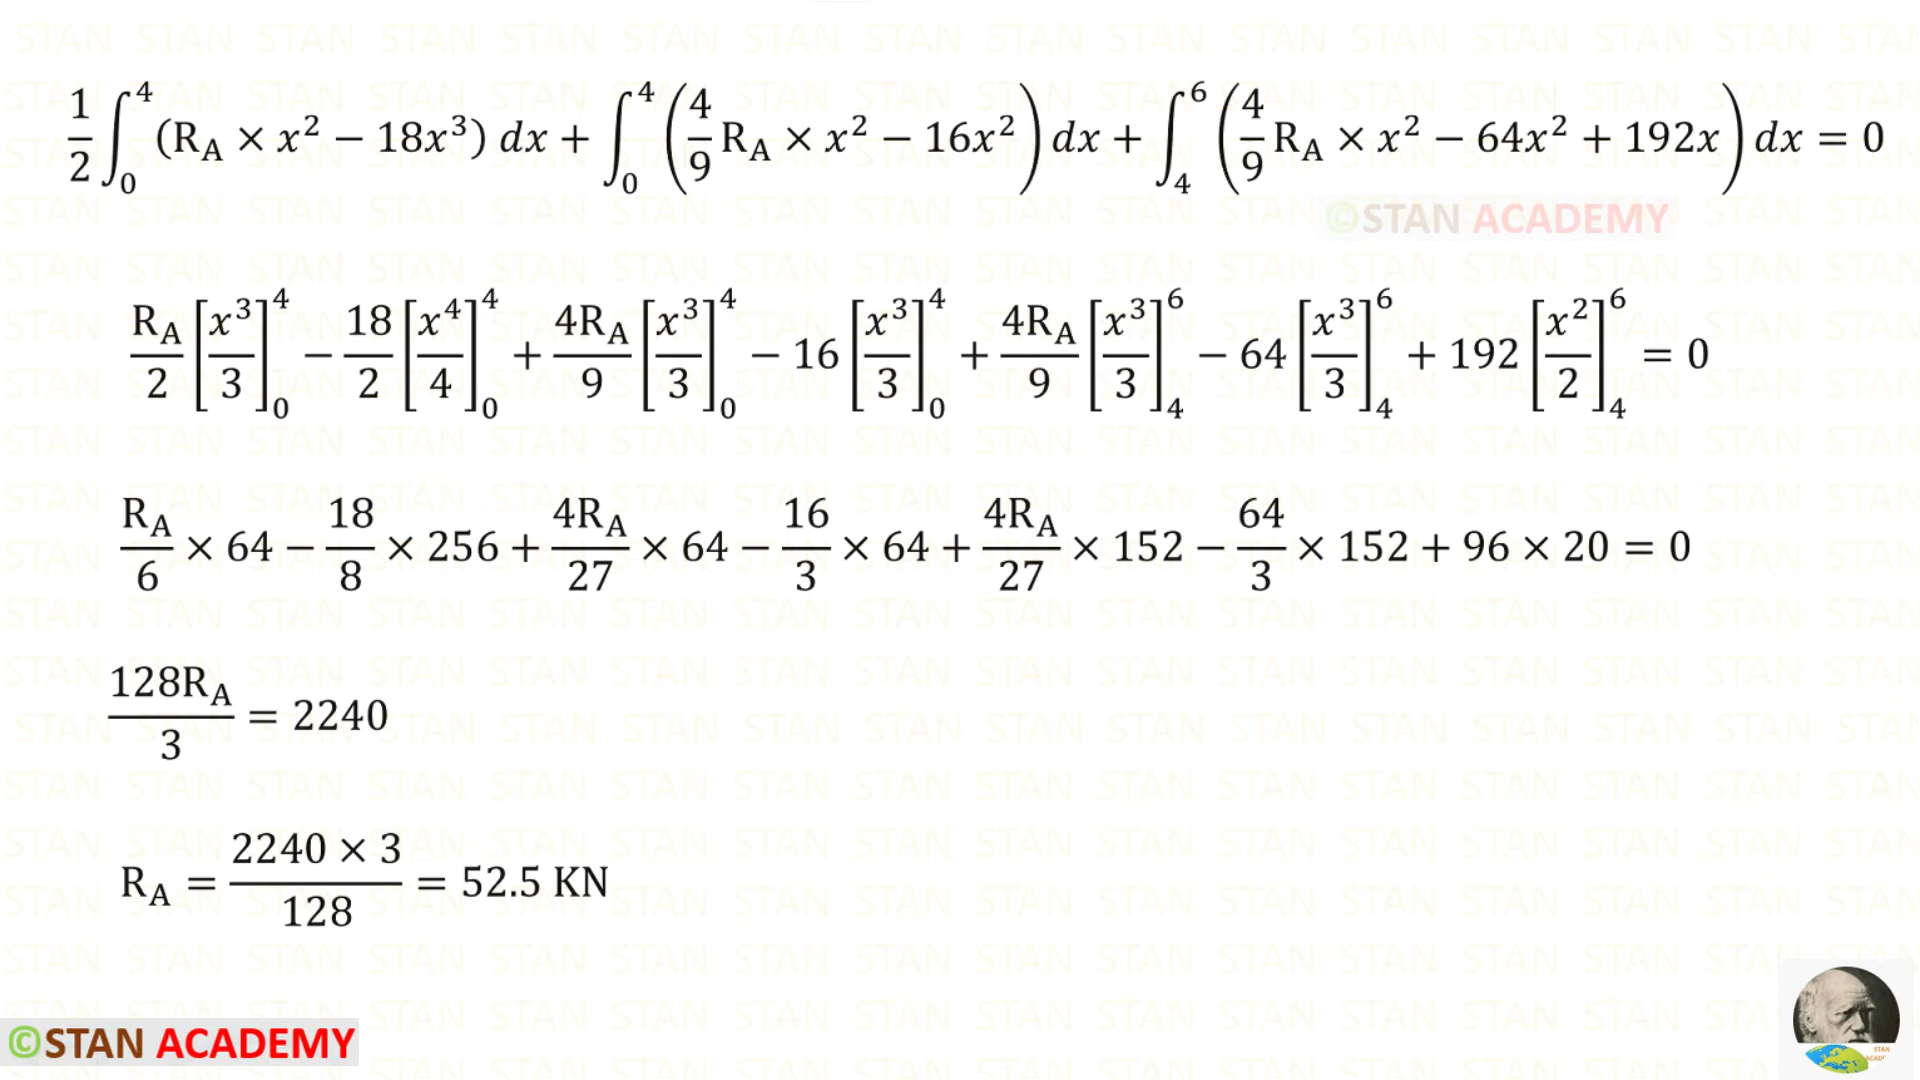 1/2 ∫₀⁴ (R_A × x² − 18x³) dx + ∫₀⁴ (4/9 R_A × x² − 16x²) dx + ∫₄⁶ (4/9 R_A × x² − 64x² + 192x) dx = 0
©STAN ACADEMY
R_A/2 [x³/3]₀⁴ − 18/2 [x⁴/4]₀⁴ + 4R_A/9 [x³/3]₀⁴ − 16 [x³/3]₀⁴ + 4R_A/9 [x³/3]₄⁶ − 64 [x³/3]₄⁶ + 192 [x²/2]₄⁶ = 0
R_A/6 × 64 − 18/8 × 256 + 4R_A/27 × 64 − 16/3 × 64 + 4R_A/27 × 152 − 64/3 × 152 + 96 × 20 = 0
128R_A/3 = 2240
R_A = 2240 × 3/128 = 52.5 KN
©STAN ACADEMY
STAN